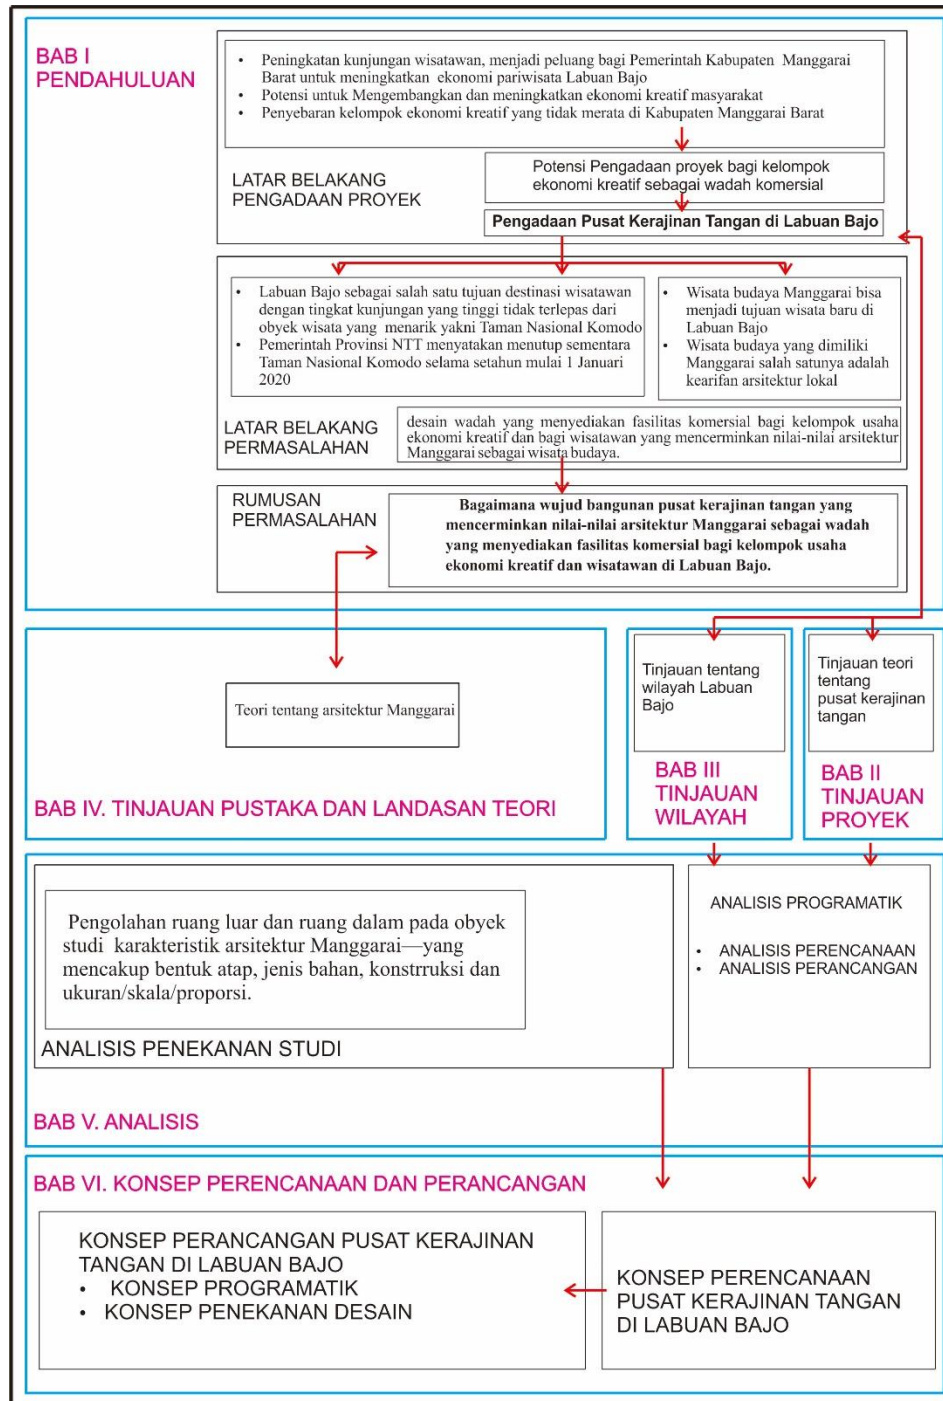 BAB I
PENDAHULUAN
• Peningkatan kunjungan wisatawan, menjadi peluang bagi Pemerintah Kabupaten Manggarai
Barat untuk meningkatkan ekonomi pariwisata Labuan Bajo
• Potensi untuk Mengembangkan dan meningkatkan ekonomi kreatif masyarakat
• Penyebaran kelompok ekonomi kreatif yang tidak merata di Kabupaten Manggarai Barat
Potensi Pengadaan proyek bagi kelompok
ekonomi kreatif sebagai wadah komersial
LATAR BELAKANG
PENGADAAN PROYEK
Pengadaan Pusat Kerajinan Tangan di Labuan Bajo
• Labuan Bajo sebagai salah satu tujuan destinasi wisatawan
dengan tingkat kunjungan yang tinggi tidak terlepas dari
obyek wisata yang menarik yakni Taman Nasional Komodo
• Pemerintah Provinsi NTT menyatakan menutup sementara
Taman Nasional Komodo selama setahun mulai 1 Januari
2020
• Wisata budaya Manggarai bisa
menjadi tujuan wisata baru di
Labuan Bajo
• Wisata budaya yang dimiliki
Manggarai salah satunya adalah
kearifan arsitektur lokal
LATAR BELAKANG
PERMASALAHAN
desain wadah yang menyediakan fasilitas komersial bagi kelompok usaha
ekonomi kreatif dan bagi wisatawan yang mencerminkan nilai-nilai arsitektur
Manggarai sebagai wisata budaya.
RUMUSAN
PERMASALAHAN
Bagaimana wujud bangunan pusat kerajinan tangan yang
mencerminkan nilai-nilai arsitektur Manggarai sebagai wadah
yang menyediakan fasilitas komersial bagi kelompok usaha
ekonomi kreatif dan wisatawan di Labuan Bajo.
Teori tentang arsitektur Manggarai
BAB IV. TINJAUAN PUSTAKA DAN LANDASAN TEORI
Tinjauan tentang
wilayah Labuan
Bajo
BAB III
TINJAUAN
WILAYAH
Tinjauan teori
tentang
pusat kerajinan
tangan
BAB II
TINJAUAN
PROYEK
Pengolahan ruang luar dan ruang dalam pada obyek
studi karakteristik arsitektur Manggarai—yang
mencakup bentuk atap, jenis bahan, konstrruksi dan
ukuran/skala/proporsi.
ANALISIS PENEKANAN STUDI
ANALISIS PROGRAMATIK
• ANALISIS PERENCANAAN
• ANALISIS PERANCANGAN
BAB V. ANALISIS
BAB VI. KONSEP PERENCANAAN DAN PERANCANGAN
KONSEP PERANCANGAN PUSAT KERAJINAN
TANGAN DI LABUAN BAJO
• KONSEP PROGRAMATIK
• KONSEP PENEKANAN DESAIN
KONSEP PERENCANAAN
PUSAT KERAJINAN TANGAN
DI LABUAN BAJO